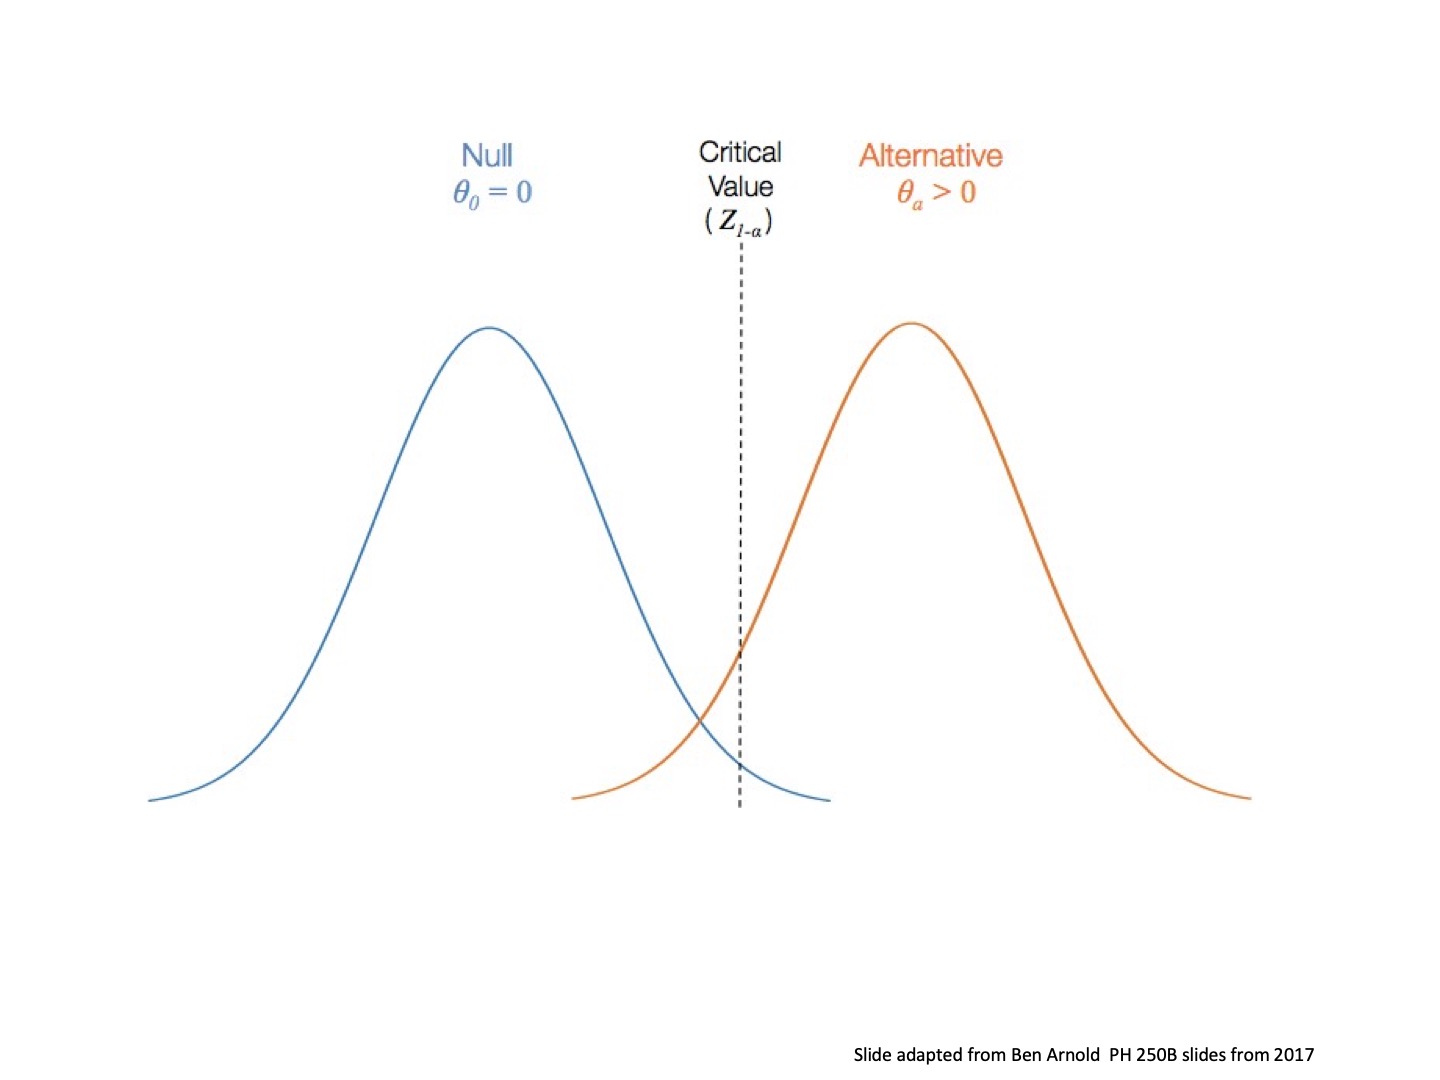 Null
θ0 = 0
Critical
Value
( Z1-α)
Alternative
θa > 0
Slide adapted from Ben Arnold  PH 250B slides from 2017